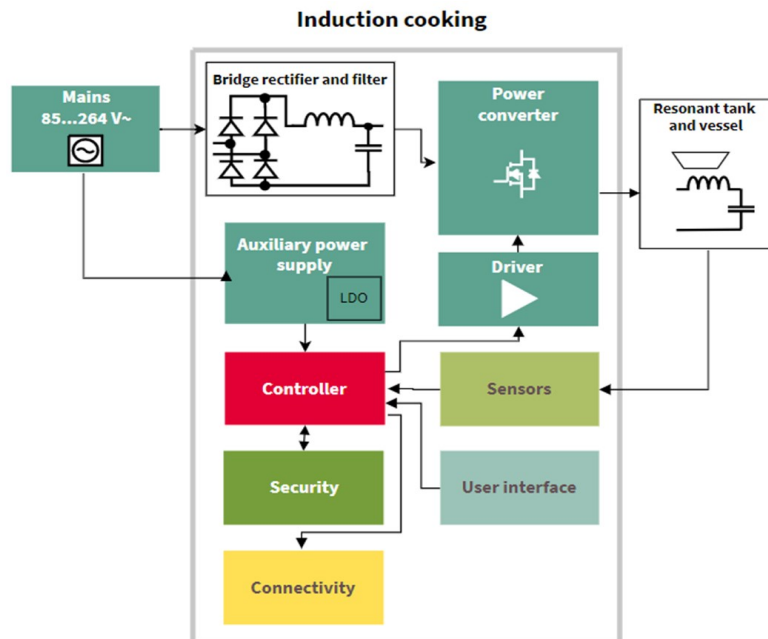 Induction cooking
Mains
85...264 V~
Bridge rectifier and filter
Power
converter
Resonant tank
and vessel
Auxiliary power
supply
LDO
Driver
Controller
Sensors
Security
User interface
Connectivity